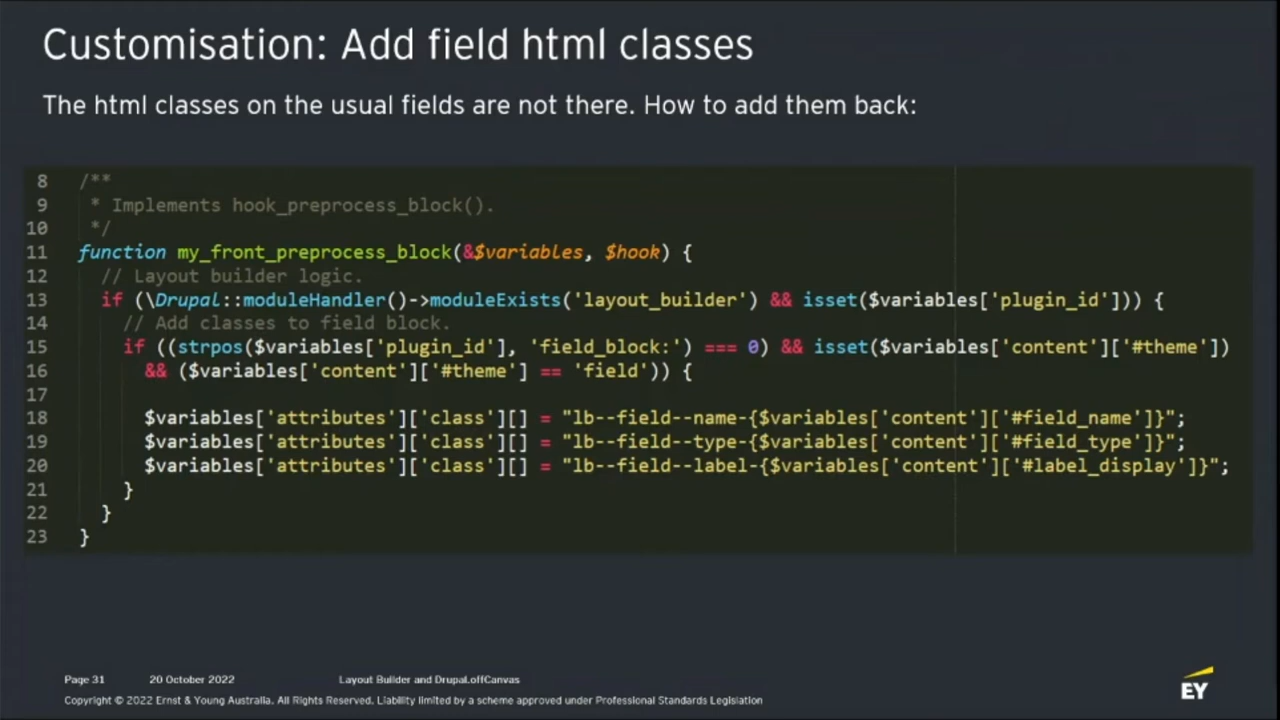 Customisation: Add field html classes
The html classes on the usual fields are not there. How to add them back:
8 /**
9 * Implements hook_preprocess_block().
10 */
11 function my_front_preprocess_block(&$variables, $hook) {
12 // Layout builder logic.
13 if (\Drupal::moduleHandler()->moduleExists('layout_builder') && isset($variables['plugin_id'])) {
14 // Add classes to field block.
15 if ((strpos($variables['plugin_id'], 'field_block:') === 0) && isset($variables['content']['#theme'])
16 && ($variables['content']['#theme'] == 'field')) {
17
18 $variables['attributes']['class'][] = "lb--field--name-{$variables['content']['#field_name']}";
19 $variables['attributes']['class'][] = "lb--field--type-{$variables['content']['#field_type']}";
20 $variables['attributes']['class'][] = "lb--field--label-{$variables['content']['#label_display']}";
21 }
22 }
23 }
Page 31 20 October 2022 Layout Builder and Drupal.offCanvas
Copyright © 2022 Ernst & Young Australia. All Rights Reserved. Liability limited by a scheme approved under Professional Standards Legislation
EY